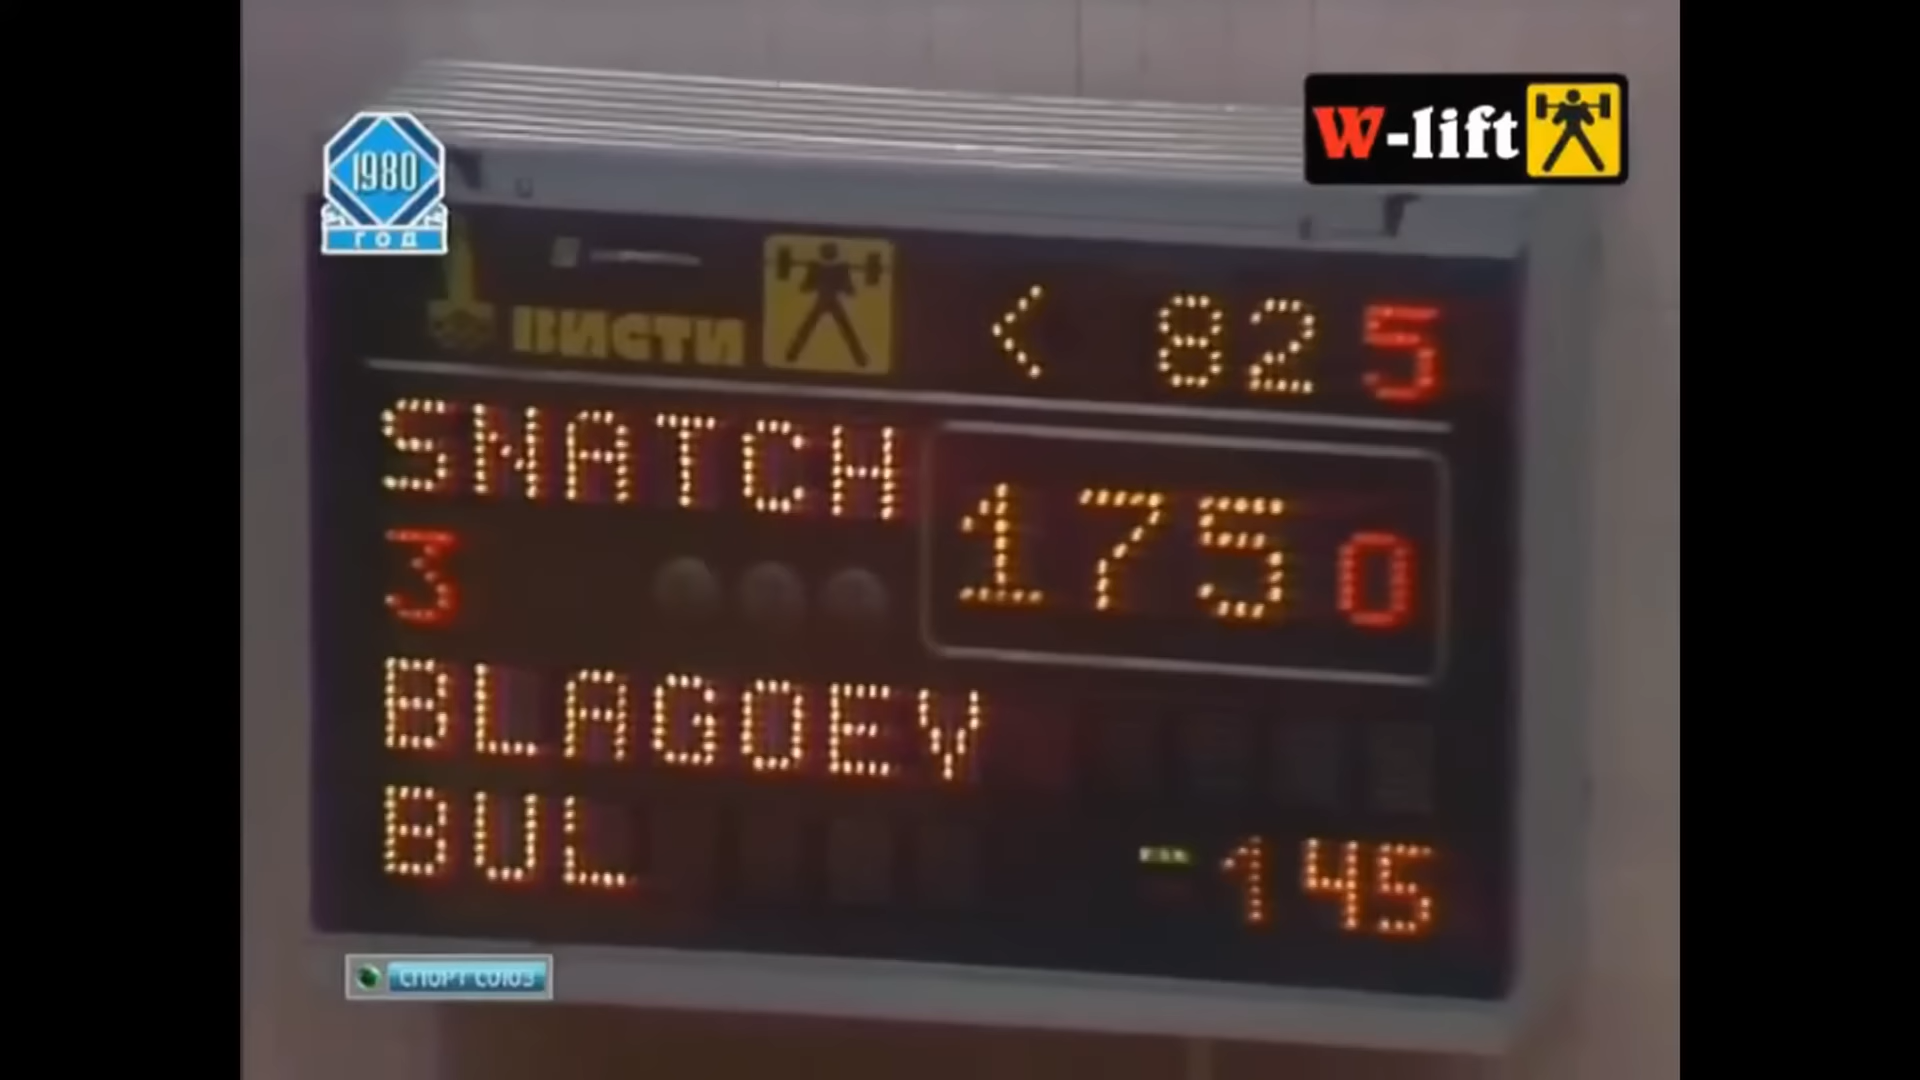 1980
ГОД
W-lift
ВИСТИ
< 82 5
SNATCH
175 0
3
BLAGOEV
BUL
-145
СПОРТ СОЮЗ